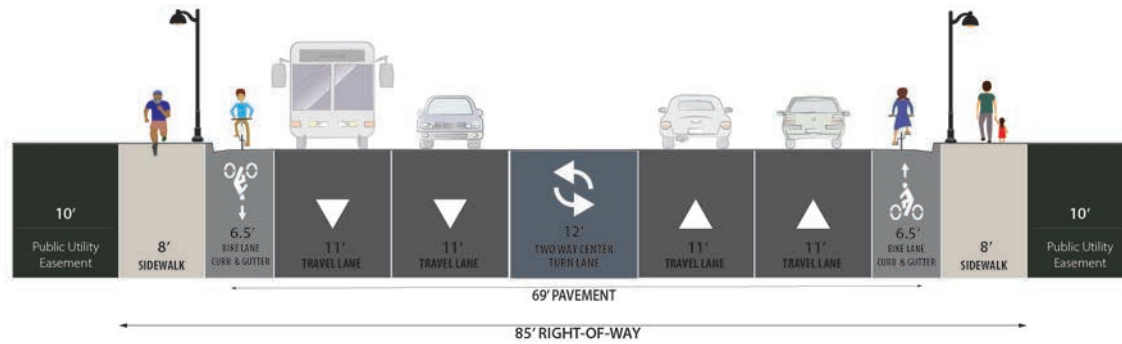 10'
Public Utility
Easement
8'
SIDEWALK
6.5'
BIKE LANE
CURB & GUTTER
11'
TRAVEL LANE
11'
TRAVEL LANE
12'
TWO WAY CENTER
TURN LANE
11'
TRAVEL LANE
11'
TRAVEL LANE
6.5'
BIKE LANE
CURB & GUTTER
8'
SIDEWALK
10'
Public Utility
Easement
69' PAVEMENT
85' RIGHT-OF-WAY